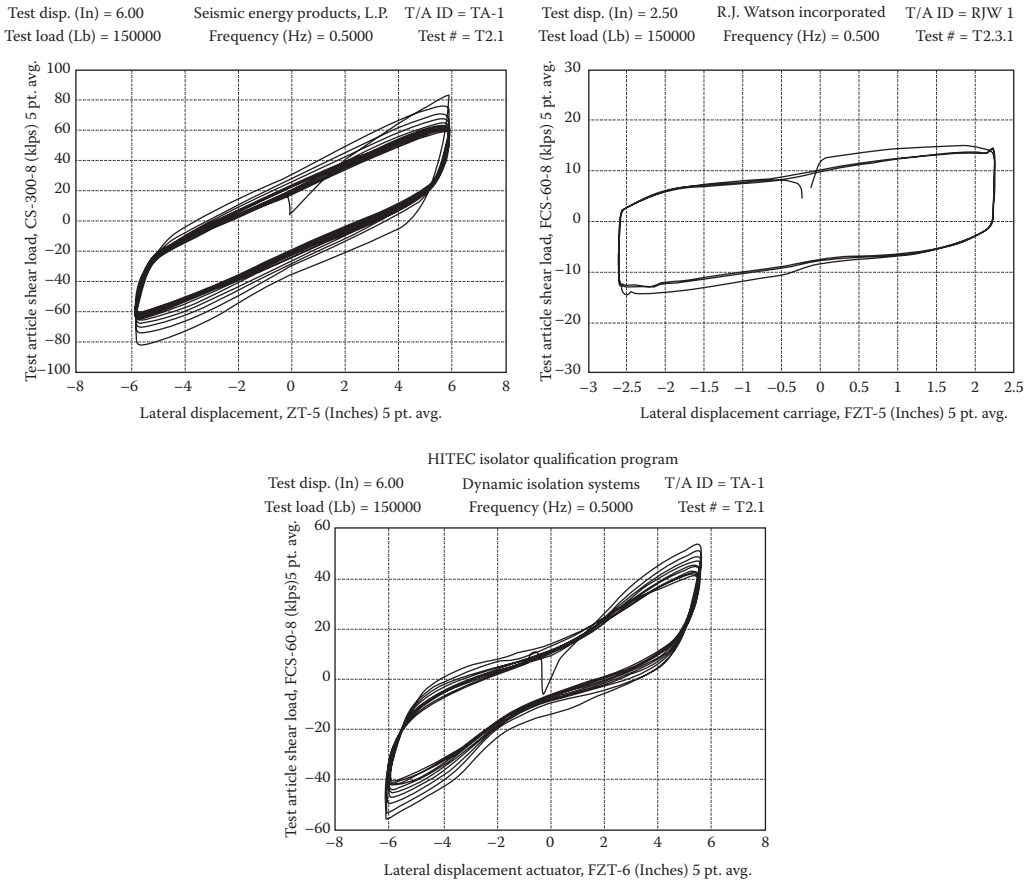 Test disp. (In) = 6.00 Seismic energy products, L.P. T/A ID = TA-1
Test load (Lb) = 150000 Frequency (Hz) = 0.5000 Test # = T2.1
Test article shear load, CS-300-8 (klps) 5 pt. avg.
100
80
60
40
20
0
−20
−40
−60
−80
−100
−8 −6 −4 −2 0 2 4 6 8
Lateral displacement, ZT-5 (Inches) 5 pt. avg.
Test disp. (In) = 2.50 R.J. Watson incorporated T/A ID = RJW 1
Test load (Lb) = 150000 Frequency (Hz) = 0.500 Test # = T2.3.1
Test article shear load, FCS-60-8 (klps) 5 pt. avg.
30
20
10
0
−10
−20
−30
−3 −2.5 −2 −1.5 −1 −0.5 0 0.5 1 1.5 2 2.5
Lateral displacement carriage, FZT-5 (Inches) 5 pt. avg.
HITEC isolator qualification program
Test disp. (In) = 6.00 Dynamic isolation systems T/A ID = TA-1
Test load (Lb) = 150000 Frequency (Hz) = 0.5000 Test # = T2.1
Test article shear load, FCS-60-8 (klps)5 pt. avg.
60
40
20
0
−20
−40
−60
−8 −6 −4 −2 0 2 4 6 8
Lateral displacement actuator, FZT-6 (Inches) 5 pt. avg.